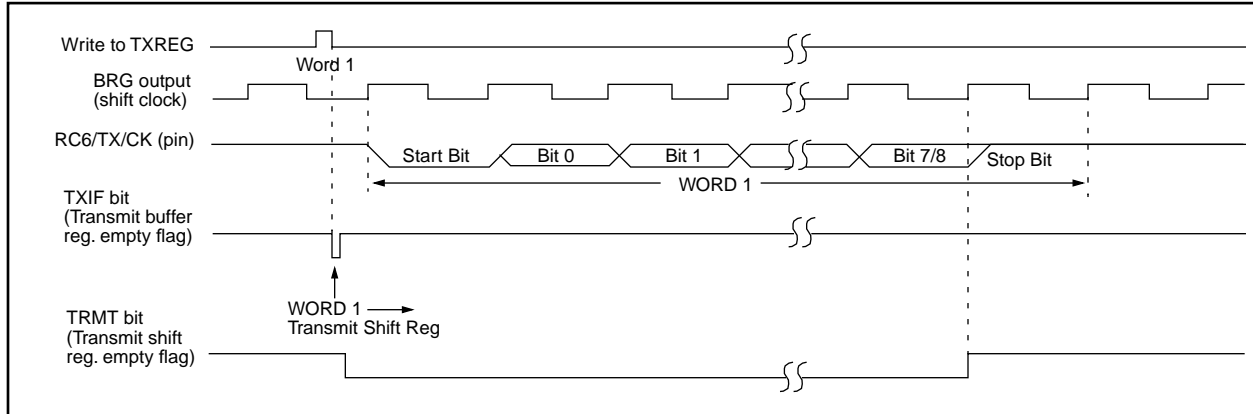 Write to TXREG
Word 1
BRG output
(shift clock)
RC6/TX/CK (pin)
Start Bit
Bit 0
Bit 1
Bit 7/8
Stop Bit
WORD 1
TXIF bit
(Transmit buffer
reg. empty flag)
WORD 1
Transmit Shift Reg
TRMT bit
(Transmit shift
reg. empty flag)